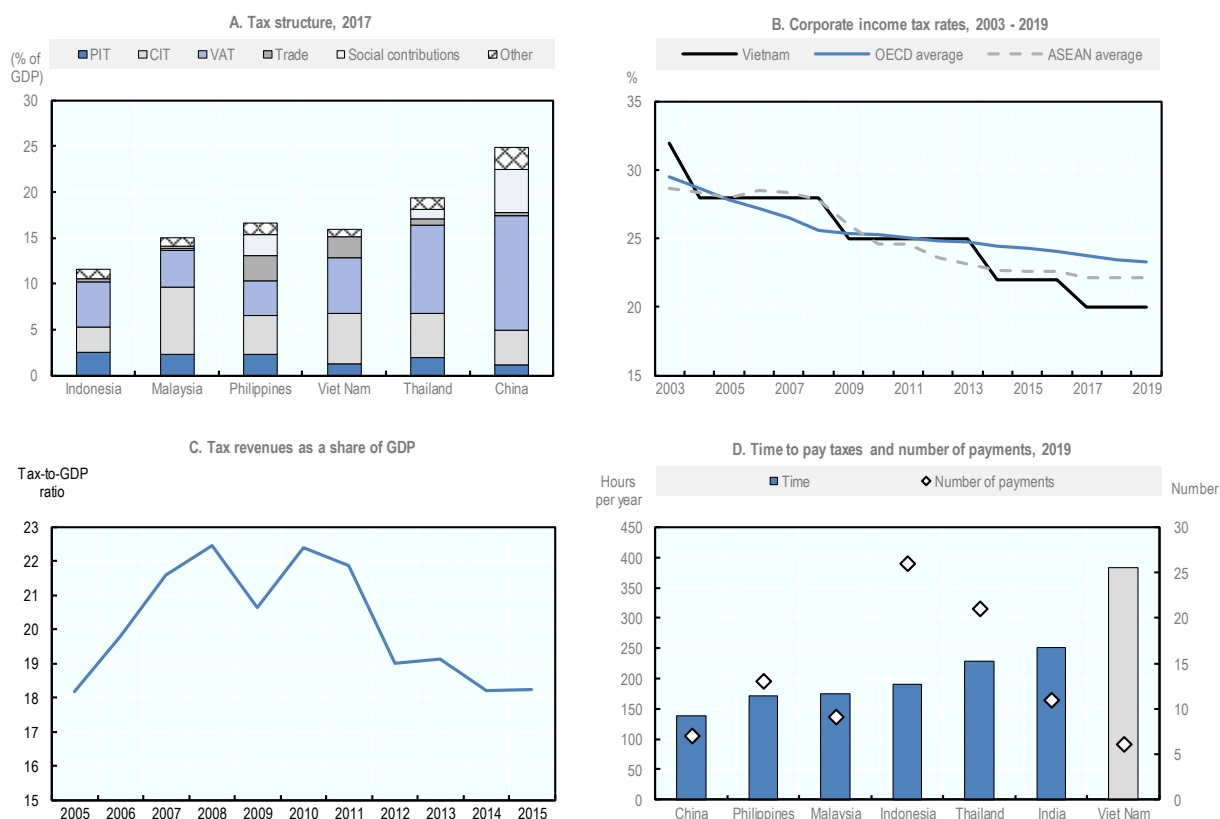 A. Tax structure, 2017
(% of
GDP)
PIT CIT VAT Trade Social contributions Other
30
25
20
15
10
5
0
Indonesia Malaysia Philippines Viet Nam Thailand China
B. Corporate income tax rates, 2003 - 2019
Vietnam OECD average ASEAN average
%
35
30
25
20
15
2003 2005 2007 2009 2011 2013 2015 2017 2019
C. Tax revenues as a share of GDP
Tax-to-GDP
ratio
23
22
21
20
19
18
17
16
15
2005 2006 2007 2008 2009 2010 2011 2012 2013 2014 2015
D. Time to pay taxes and number of payments, 2019
Hours
per year
Time Number of payments
Number
450
400
350
300
250
200
150
100
50
0
30
25
20
15
10
5
0
China Philippines Malaysia Indonesia Thailand India Viet Nam